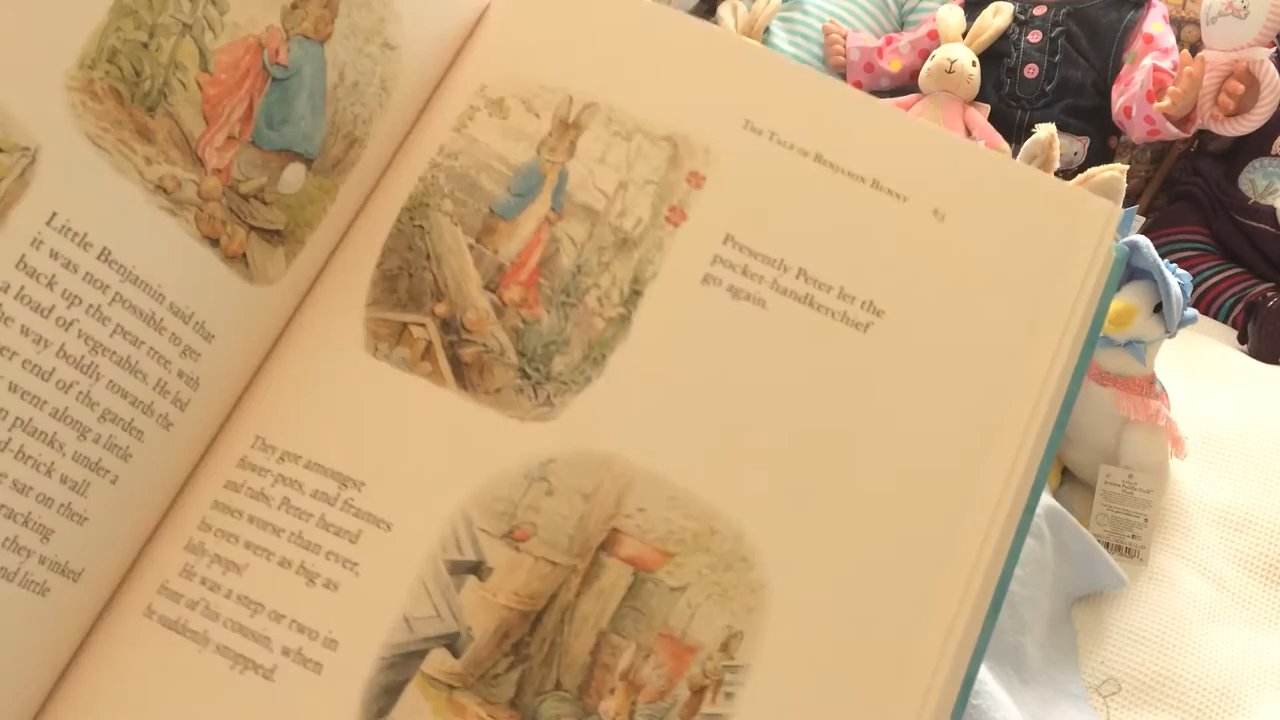 Little Benjamin said that
it was not possible to get
back up the pear tree, with
a load of vegetables. He led
the way boldly towards the
end of the garden.
went along a little
planks, under a
wall.
sat on their
they winked
little
THE TALE OF BENJAMIN BUNNY 63
Presently Peter let the
pocket-handkerchief
go again.
They got amongst
flower-pots, and frames
and tubs; Peter heard
noises worse than ever,
his eyes were as big as
lolly-pops!
He was a step or two in
front of his cousin, when
he suddenly stopped.